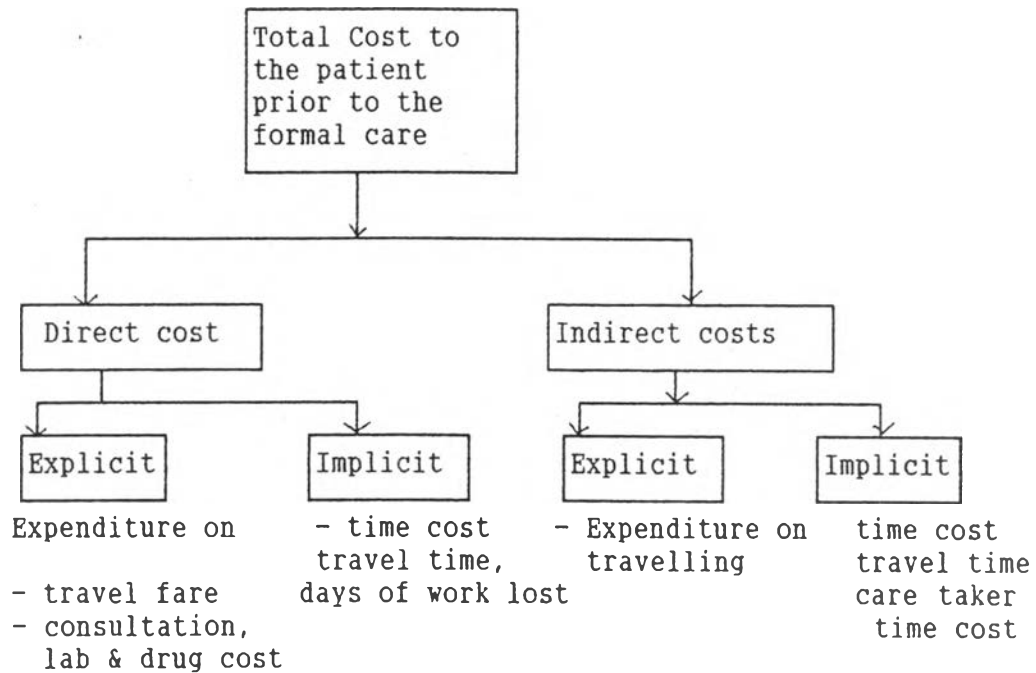 Total Cost to
the patient
prior to the
formal care
Direct cost
Indirect costs
Explicit
Implicit
Explicit
Implicit
Expenditure on
- travel fare
- consultation,
lab & drug cost
- time cost
travel time,
days of work lost
- Expenditure on
travelling
time cost
travel time
care taker
time cost